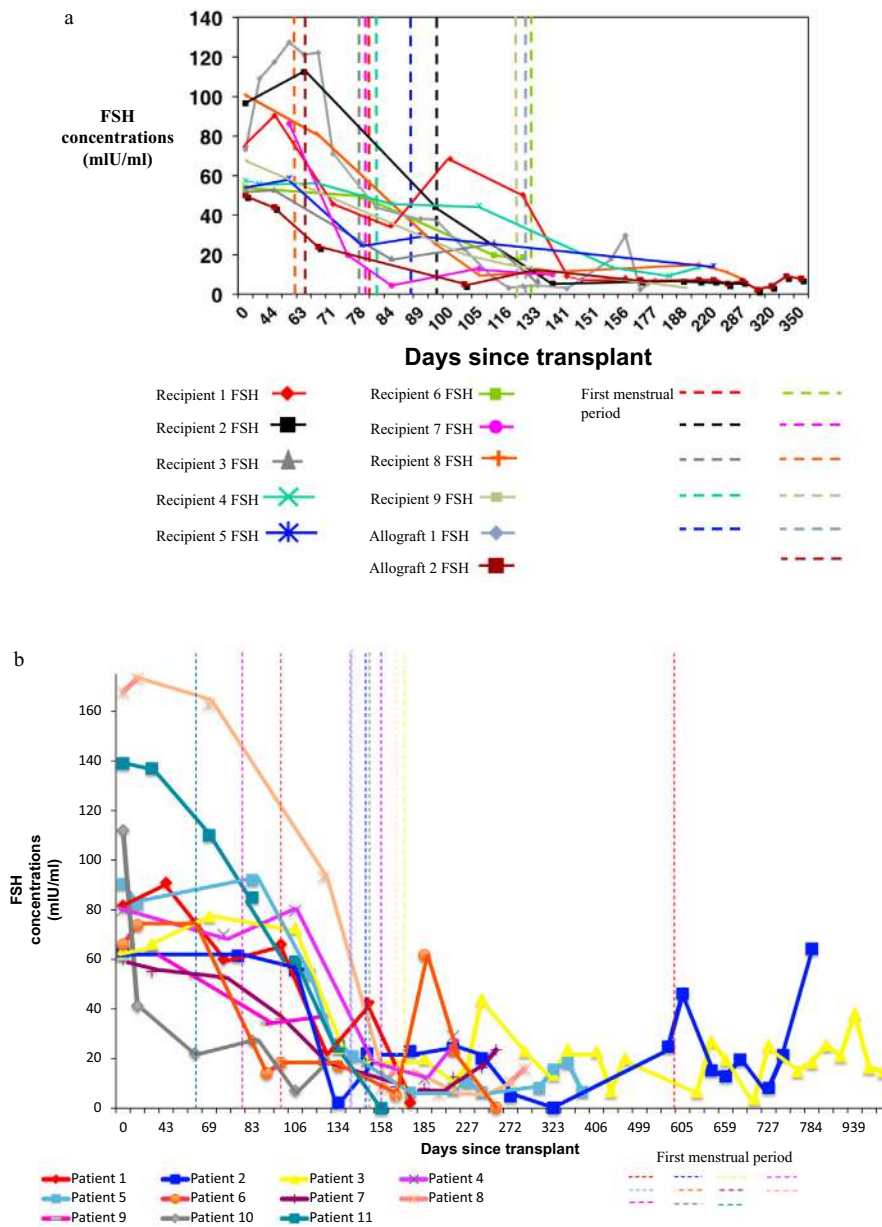 a
140
120
100
80
60
40
20
0
FSH
concentrations
(mIU/ml)
0 44 63 71 78 84 89 100 105 116 133 141 151 156 177 188 220 287 320 350
Days since transplant
Recipient 1 FSH
Recipient 2 FSH
Recipient 3 FSH
Recipient 4 FSH
Recipient 5 FSH
Recipient 6 FSH
Recipient 7 FSH
Recipient 8 FSH
Recipient 9 FSH
Allograft 1 FSH
Allograft 2 FSH
First menstrual
period
b
160
140
120
100
80
60
40
20
0
FSH
concentrations
(mIU/ml)
0 34 69 83 106 134 158 185 227 272 323 406 499 605 659 727 784 939
Days since transplant
First menstrual period
Patient 1 Patient 2 Patient 3 Patient 4
Patient 5 Patient 6 Patient 7 Patient 8
Patient 9 Patient 10 Patient 11